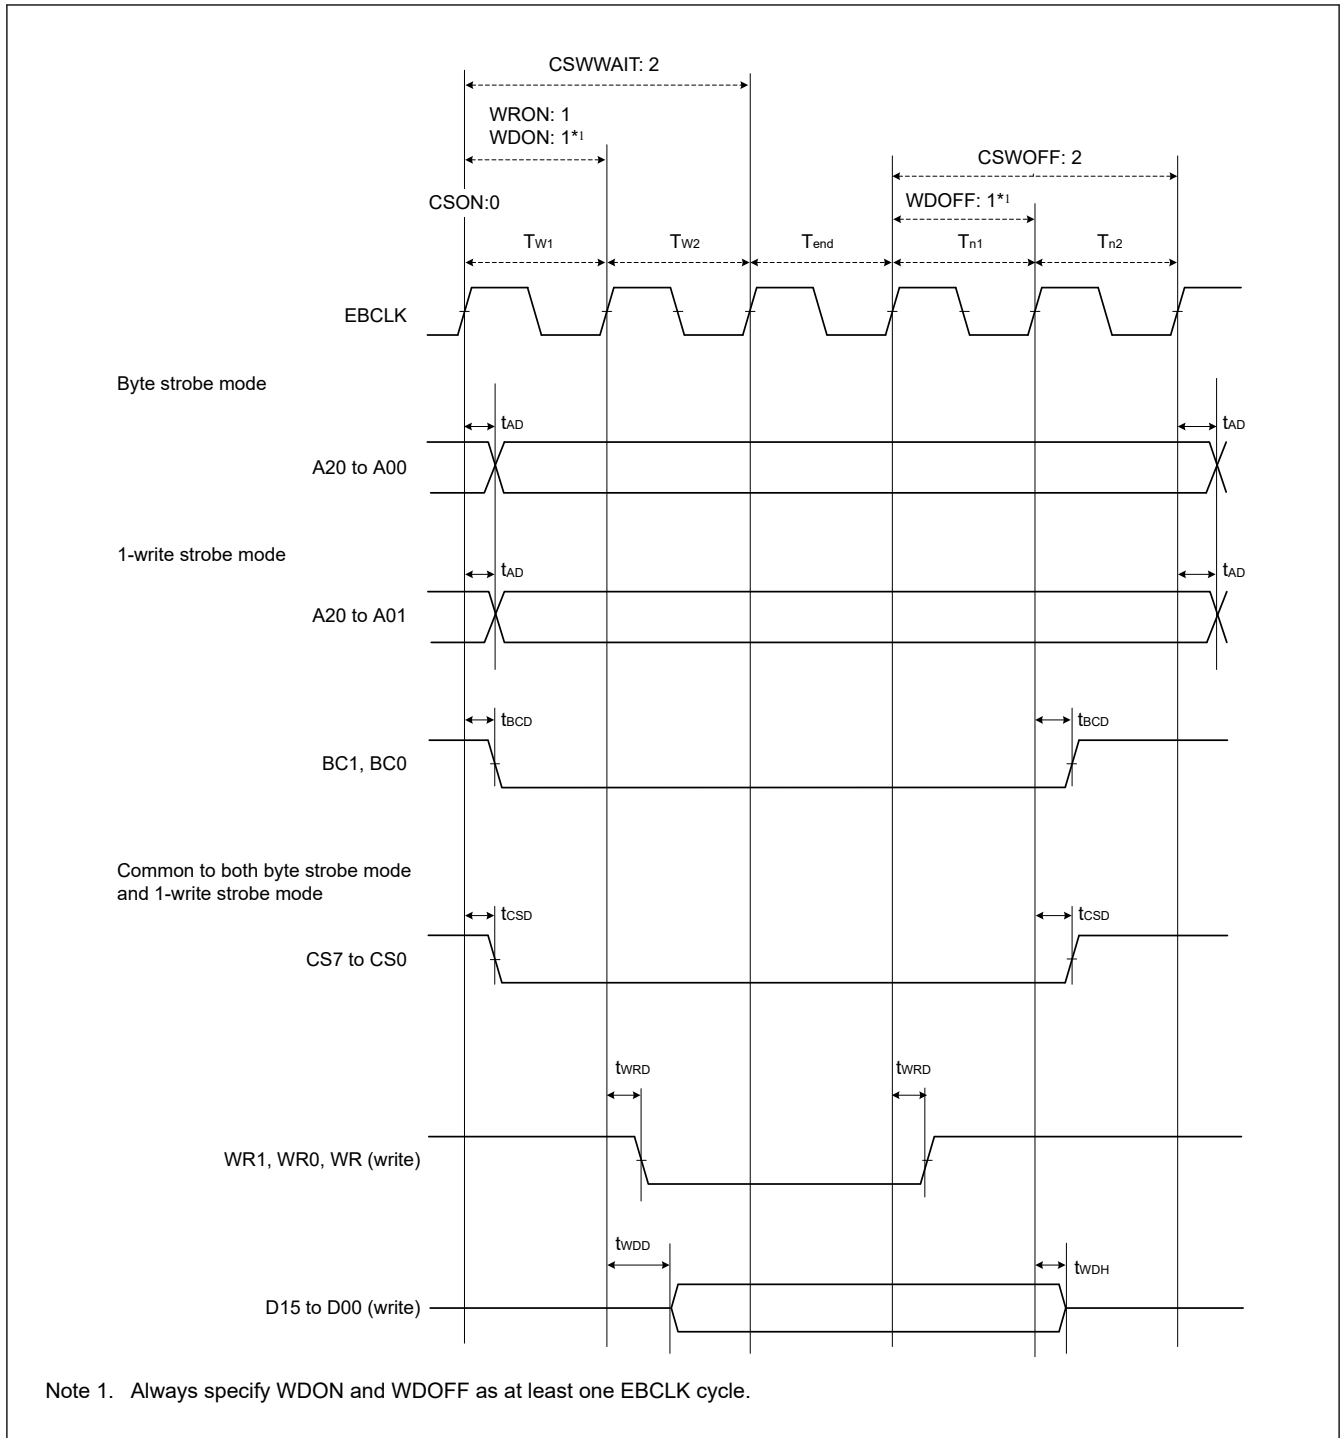 CSWWAIT: 2
WRON: 1
WDON: 1*1
CSWOFF: 2
CSON:0
WDOFF: 1*1
TW1
TW2
Tend
Tn1
Tn2
EBCLK
Byte strobe mode
tAD
tAD
A20 to A00
1-write strobe mode
tAD
tAD
A20 to A01
tBCD
tBCD
BC1, BC0
Common to both byte strobe mode
and 1-write strobe mode
tCSD
tCSD
CS7 to CS0
tWRD
tWRD
WR1, WR0, WR (write)
tWDD
tWDH
D15 to D00 (write)
Note 1. Always specify WDON and WDOFF as at least one EBCLK cycle.